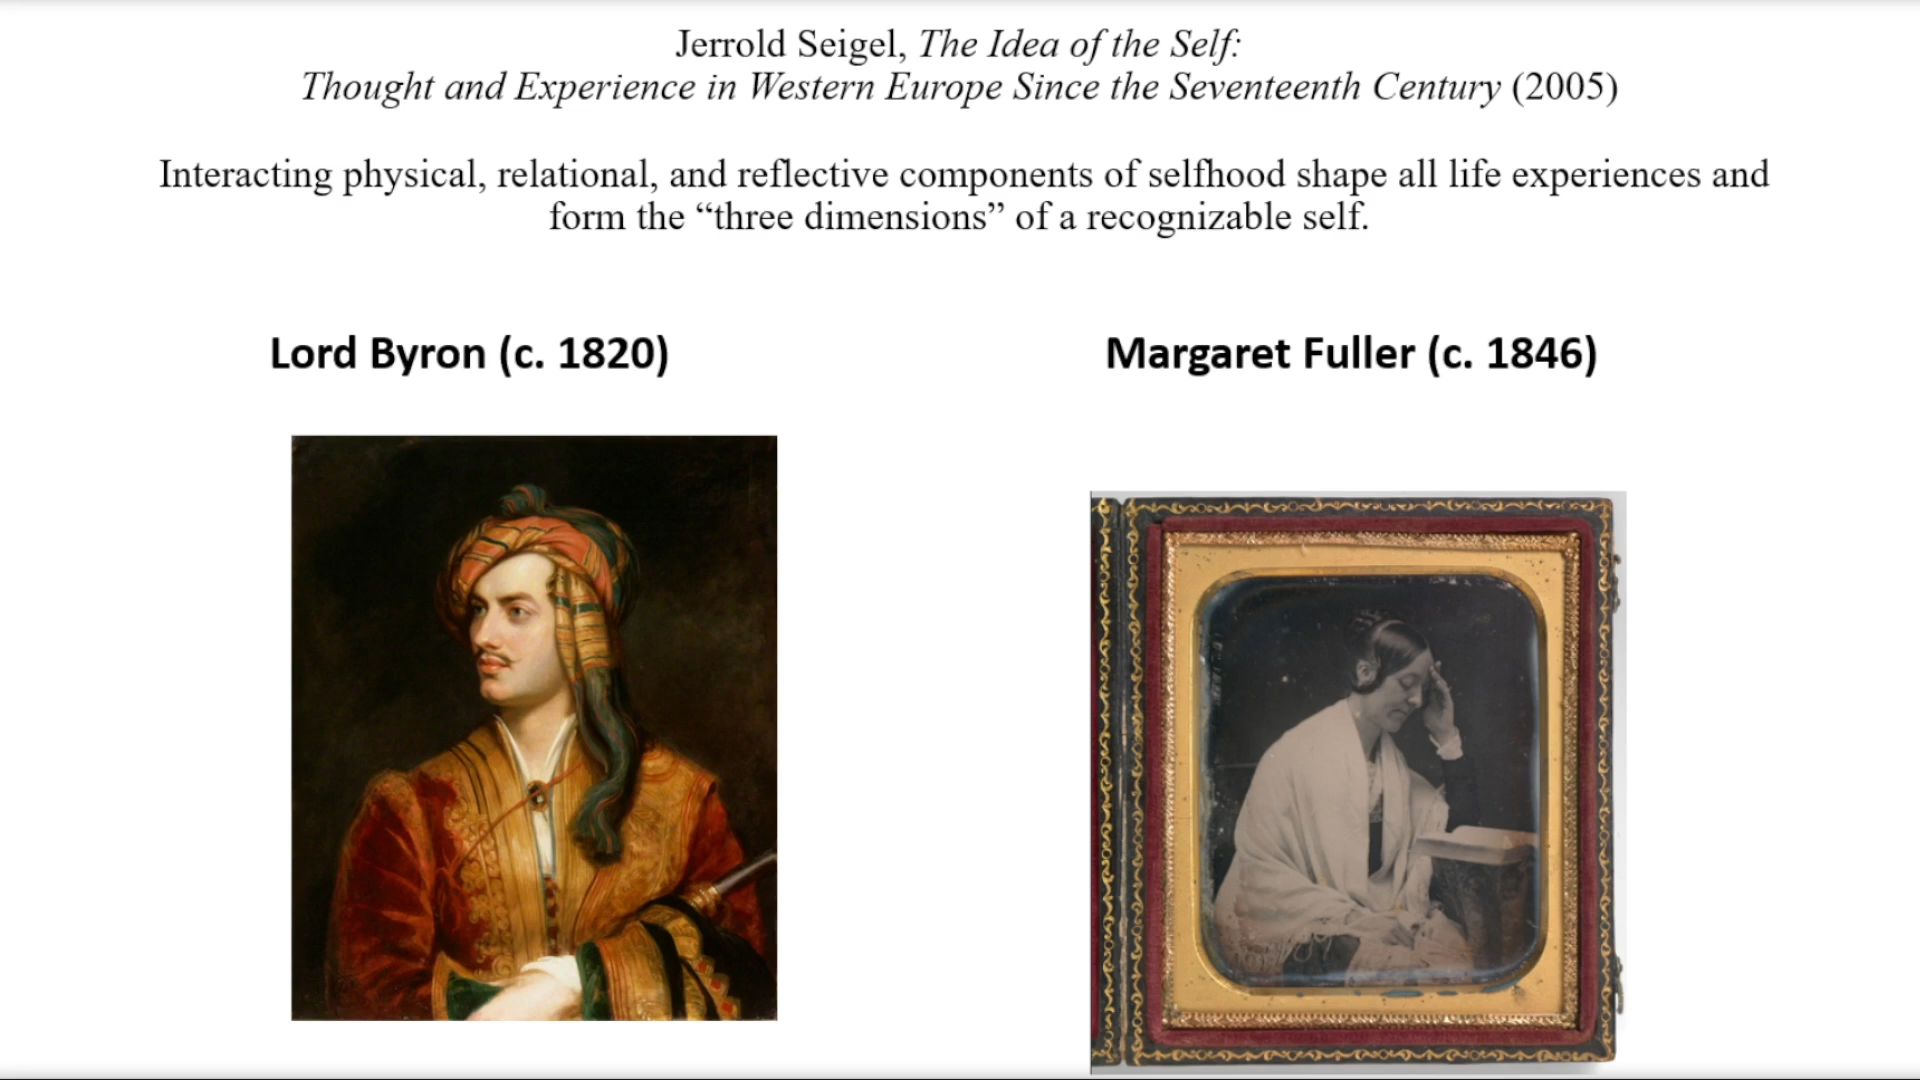 Jerrold Seigel, The Idea of the Self:
Thought and Experience in Western Europe Since the Seventeenth Century (2005)
Interacting physical, relational, and reflective components of selfhood shape all life experiences and
form the “three dimensions” of a recognizable self.
Lord Byron (c. 1820)
Margaret Fuller (c. 1846)